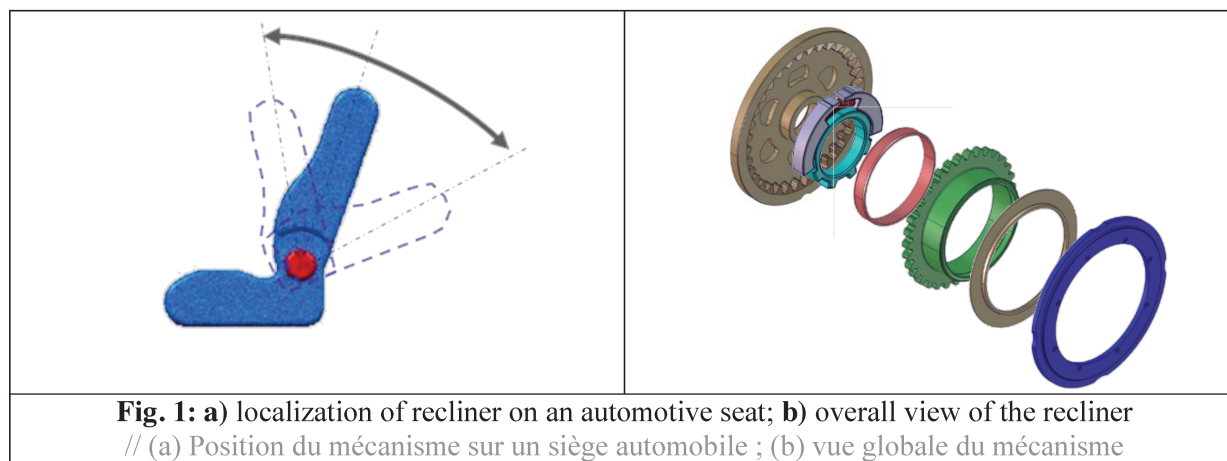 Fig. 1: a) localization of recliner on an automotive seat; b) overall view of the recliner
// (a) Position du mécanisme sur un siège automobile ; (b) vue globale du mécanisme